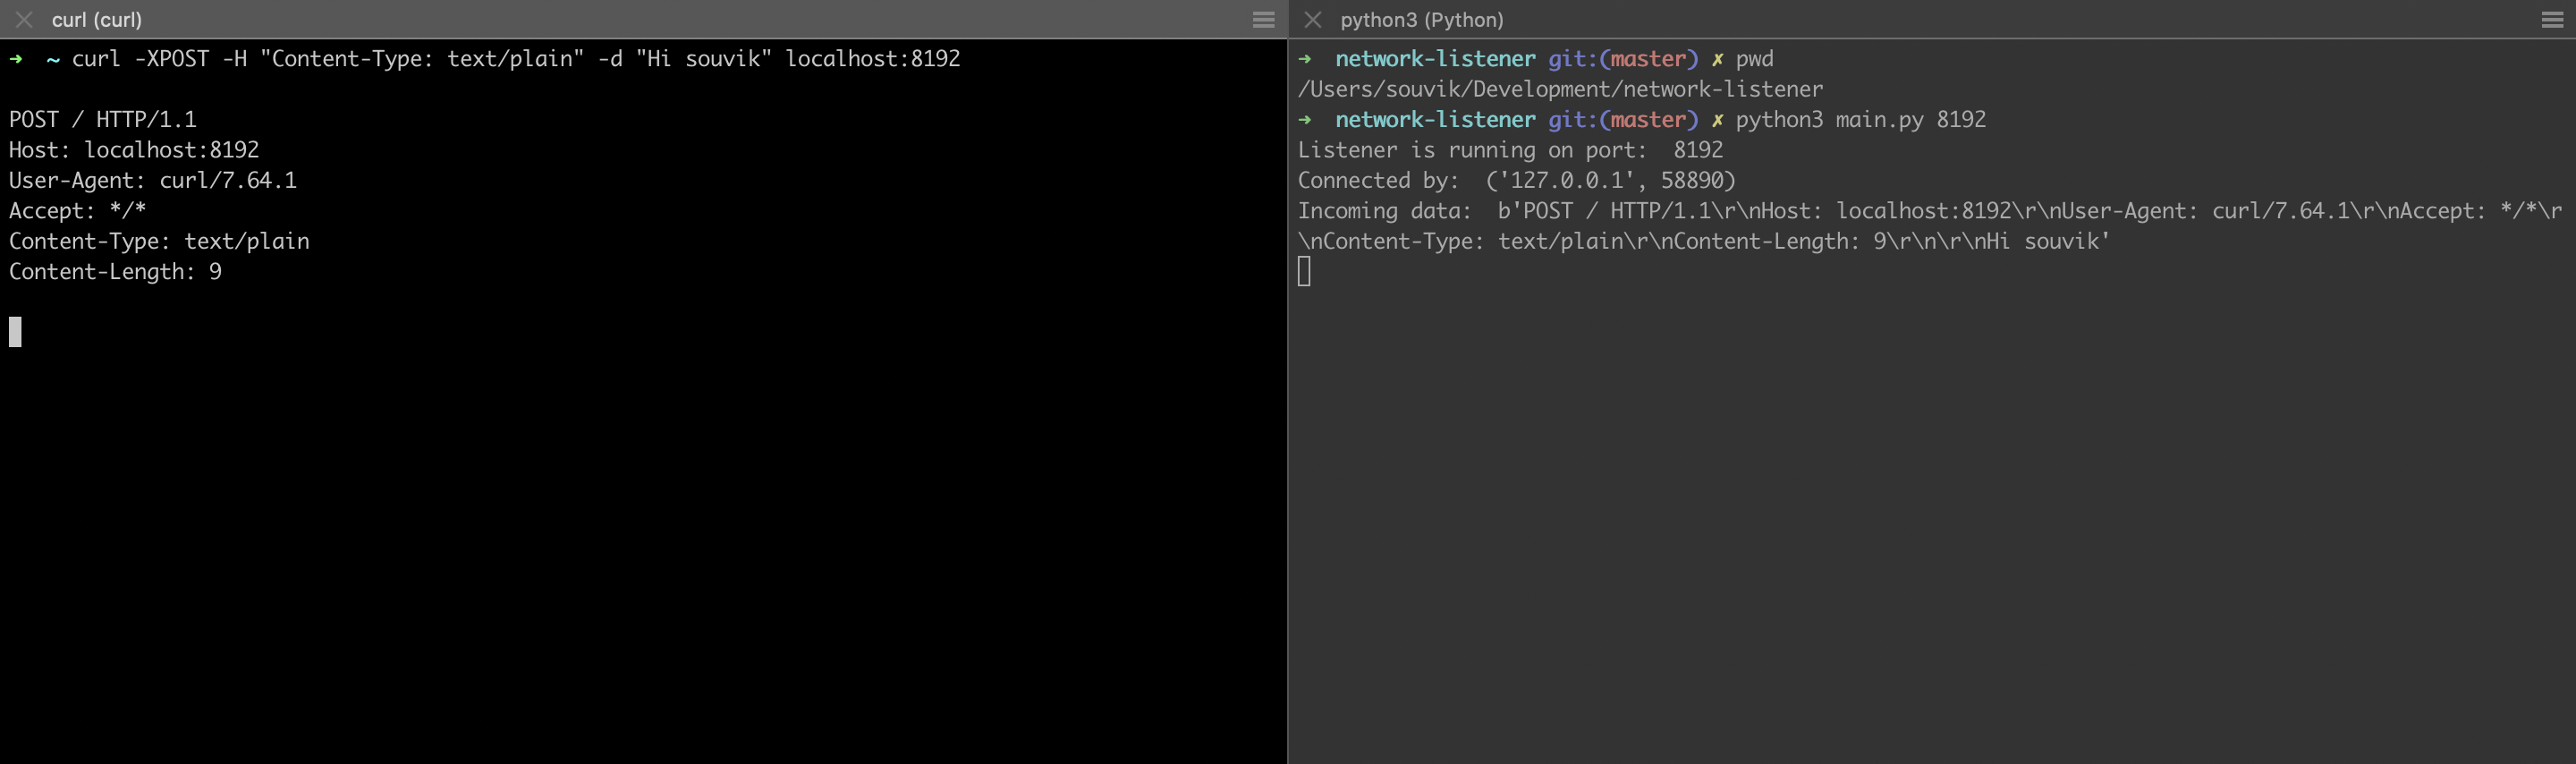 curl (curl)
➜  ~ curl -XPOST -H "Content-Type: text/plain" -d "Hi souvik" localhost:8192
POST / HTTP/1.1
Host: localhost:8192
User-Agent: curl/7.64.1
Accept: */*
Content-Type: text/plain
Content-Length: 9
python3 (Python)
➜  network-listener git:(master) ✗ pwd
/Users/souvik/Development/network-listener
➜  network-listener git:(master) ✗ python3 main.py 8192
Listener is running on port:  8192
Connected by:  ('127.0.0.1', 58890)
Incoming data:  b'POST / HTTP/1.1\r\nHost: localhost:8192\r\nUser-Agent: curl/7.64.1\r\nAccept: */*\r
\nContent-Type: text/plain\r\nContent-Length: 9\r\n\r\nHi souvik'